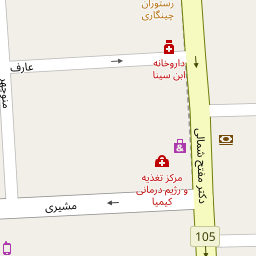 رستوران
چینگاری
داروخانه
ابن سینا
عارف
منوچهر
دکتر مفتح شمالی
مرکز تغذیه
و رژیم درمانی
کیمیا
مشیری
105